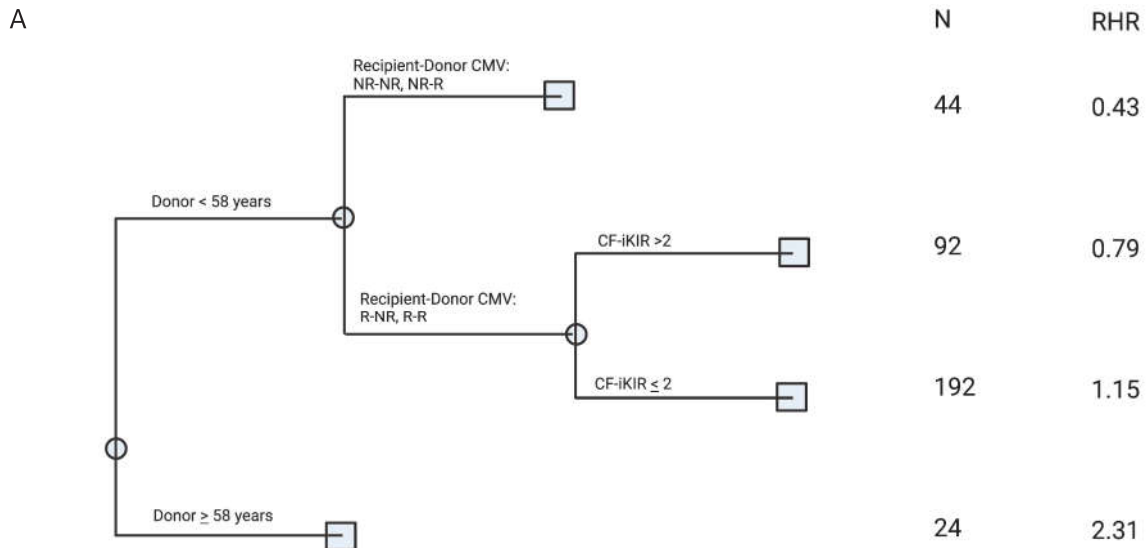 A
N RHR
Recipient-Donor CMV:
NR-NR, NR-R
44 0.43
Donor < 58 years
CF-iKIR >2
92 0.79
Recipient-Donor CMV:
R-NR, R-R
CF-iKIR ≤ 2
192 1.15
Donor ≥ 58 years
24 2.31